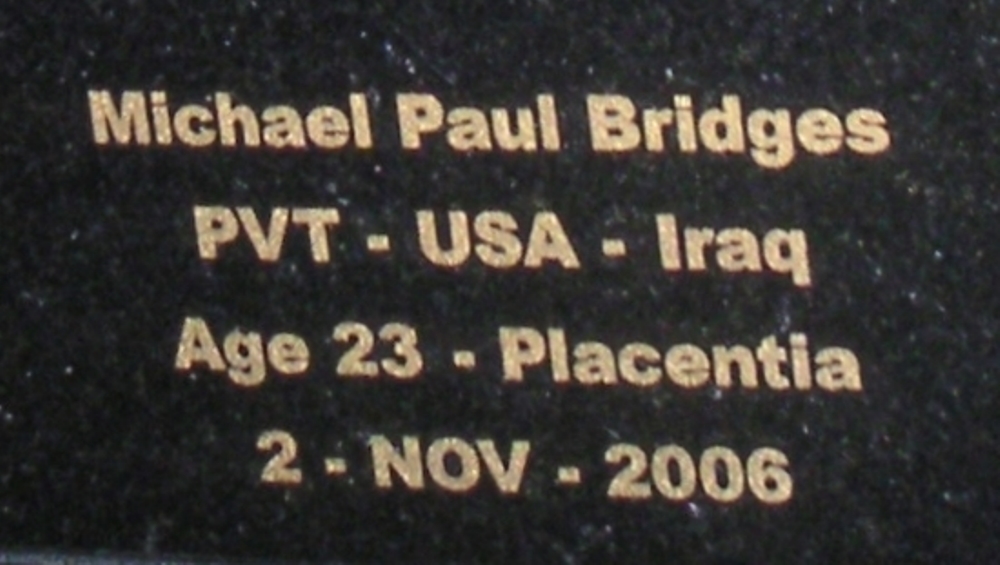 Michael Paul Bridges
PVT - USA - Iraq
Age 23 - Placentia
2 - NOV - 2006